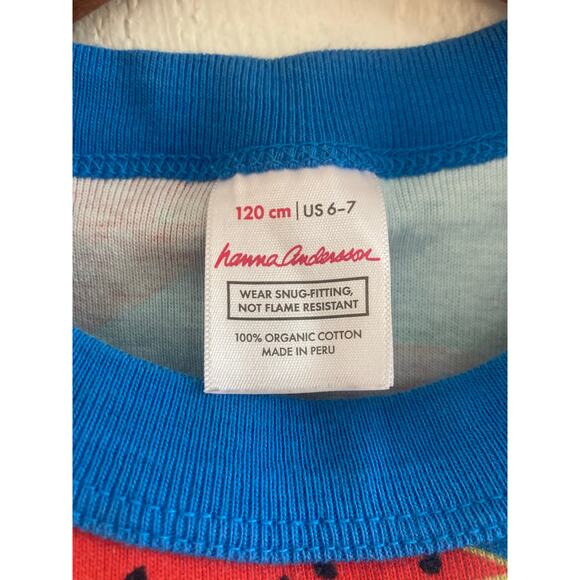 120 cm | US 6–7
hanna andersson
WEAR SNUG-FITTING,
NOT FLAME RESISTANT
100% ORGANIC COTTON
MADE IN PERU